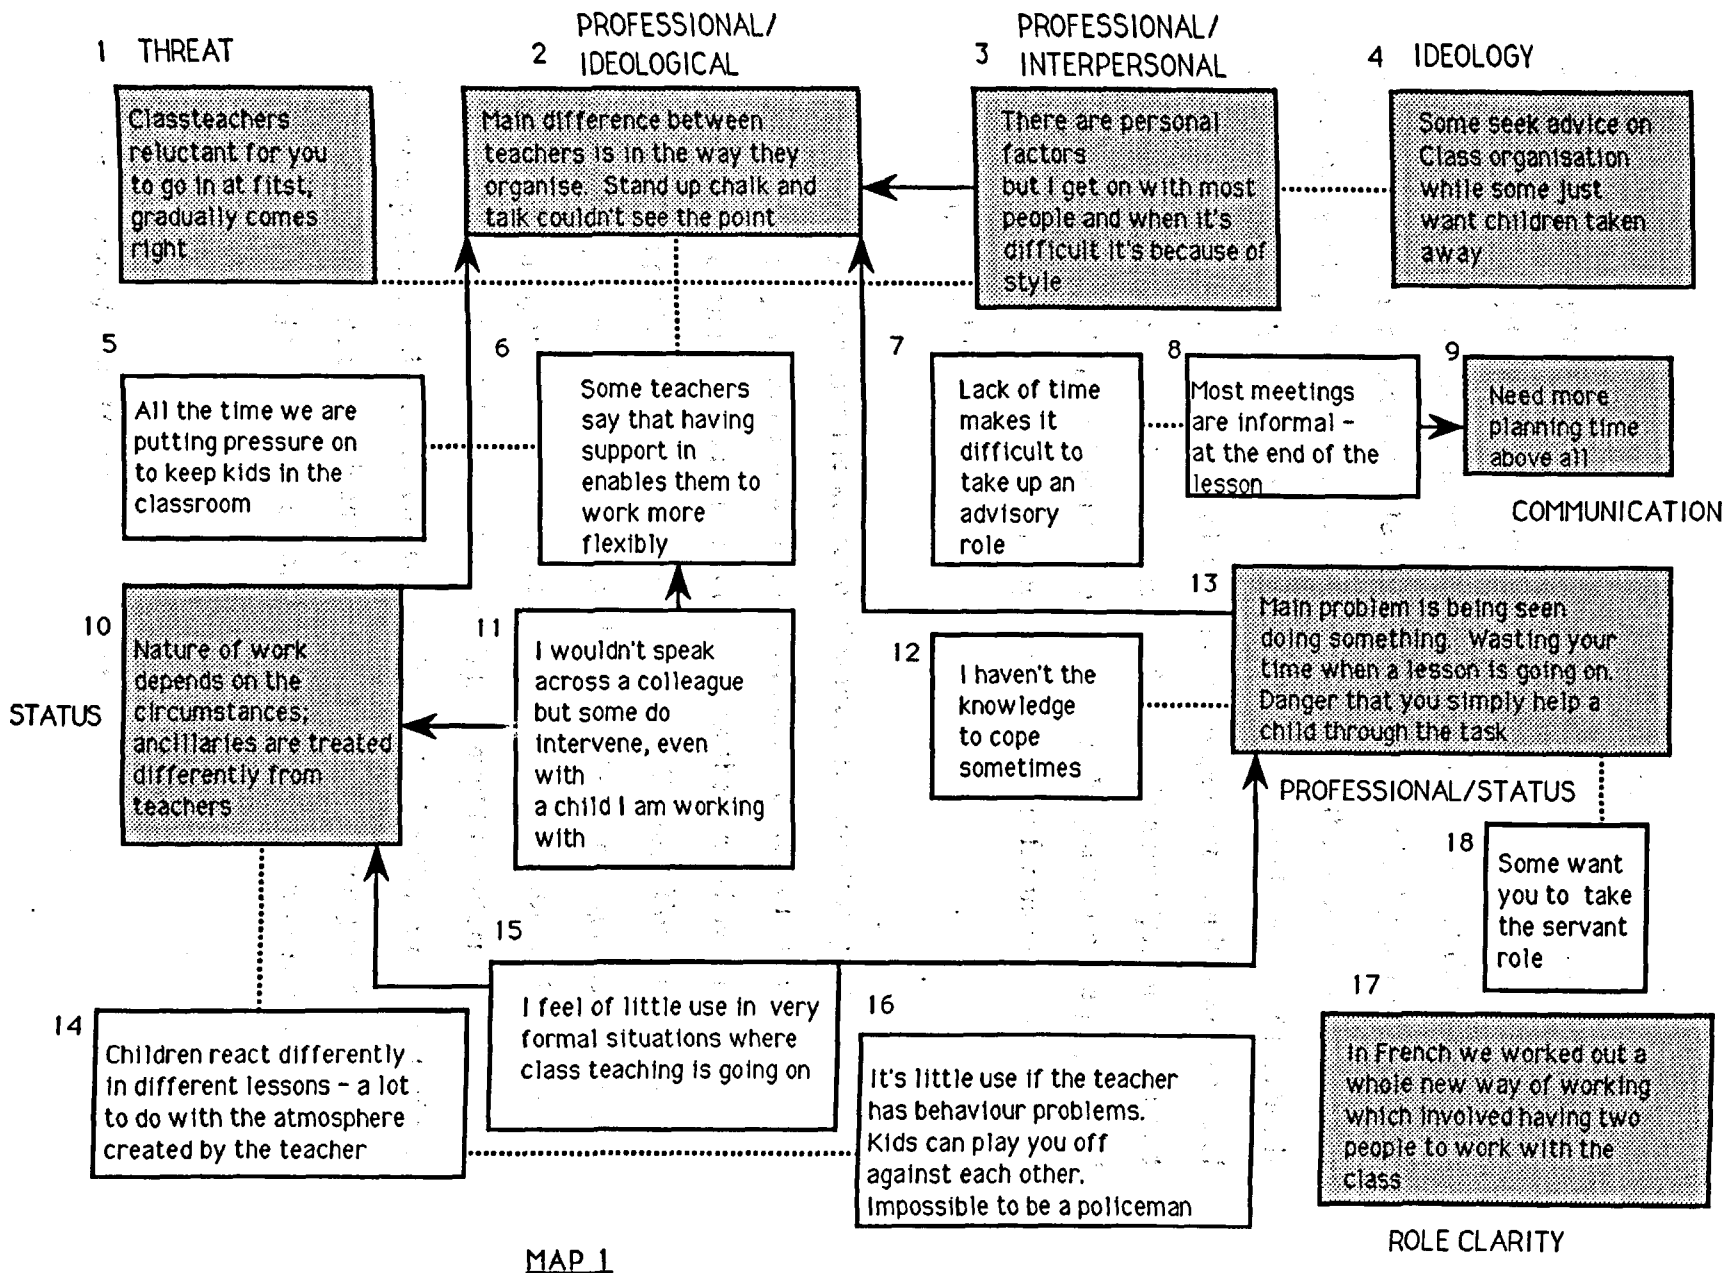 1 THREAT
Classteachers
reluctant for you
to go in at fitst,
gradually comes
right
2 PROFESSIONAL/
IDEOLOGICAL
Main difference between
teachers is in the way they
organise. Stand up chalk and
talk couldn't see the point
3 PROFESSIONAL/
INTERPERSONAL
There are personal
factors
but I get on with most
people and when it's
difficult it's because of
style
4 IDEOLOGY
Some seek advice on
Class organisation
while some just
want children taken
away
5
All the time we are
putting pressure on
to keep kids in the
classroom
6
Some teachers
say that having
support in
enables them to
work more
flexibly
7
Lack of time
makes it
difficult to
take up an
advisory
role
8
Most meetings
are informal -
at the end of the
lesson
9
Need more
planning time
above all
COMMUNICATION
10
STATUS
Nature of work
depends on the
circumstances;
ancillaries are treated
differently from
teachers
11
I wouldn't speak
across a colleague
but some do
intervene, even
with
a child I am working
with
12
I haven't the
knowledge
to cope
sometimes
13
Main problem is being seen
doing something. Wasting your
time when a lesson is going on.
Danger that you simply help a
child through the task
PROFESSIONAL/STATUS
18
Some want
you to take
the servant
role
14
Children react differently
in different lessons - a lot
to do with the atmosphere
created by the teacher
15
I feel of little use in very
formal situations where
class teaching is going on
16
It's little use if the teacher
has behaviour problems.
Kids can play you off
against each other.
Impossible to be a policeman
17
In French we worked out a
whole new way of working
which involved having two
people to work with the
class
ROLE CLARITY
MAP 1